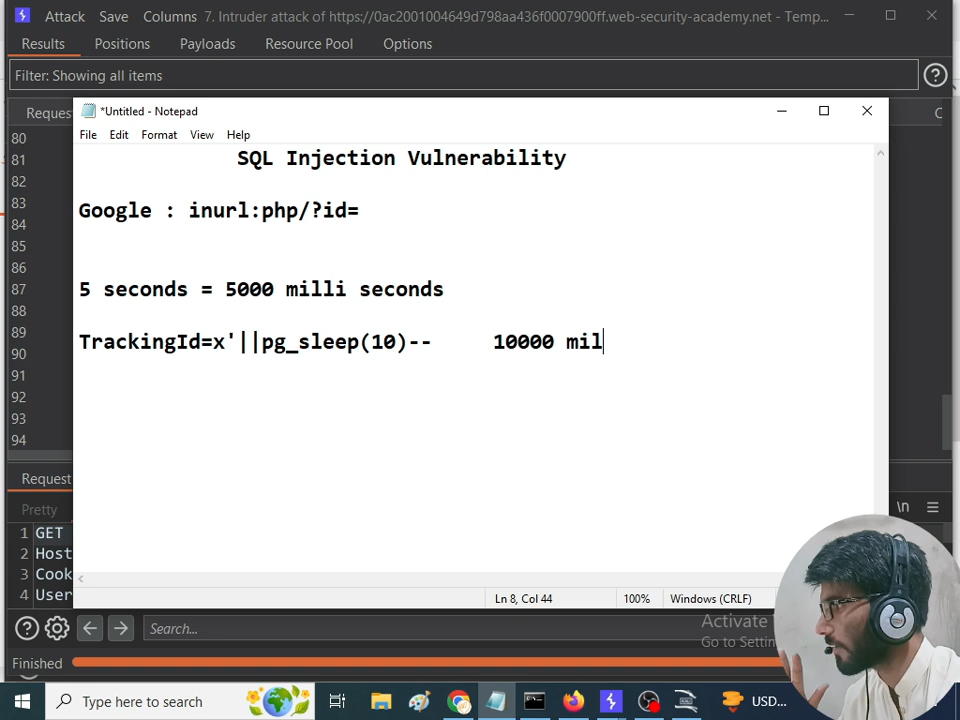 Attack Save Columns 7. Intruder attack of https://0ac2001004649d798aa436f0007900ff.web-security-academy.net - Temp...
Results Positions Payloads Resource Pool Options
Filter: Showing all items
Reques
*Untitled - Notepad
File Edit Format View Help
SQL Injection Vulnerability
Google : inurl:php/?id=
5 seconds = 5000 milli seconds
TrackingId=x'||pg_sleep(10)-- 10000 mil
80
81
82
83
84
85
86
87
88
89
90
91
92
93
94
Request
Pretty
\n
1 GET
2 Host
3 Cook
4 User
Ln 8, Col 44 100% Windows (CRLF)
Activate
Go to Settin
Search...
Finished
Type here to search
USD...